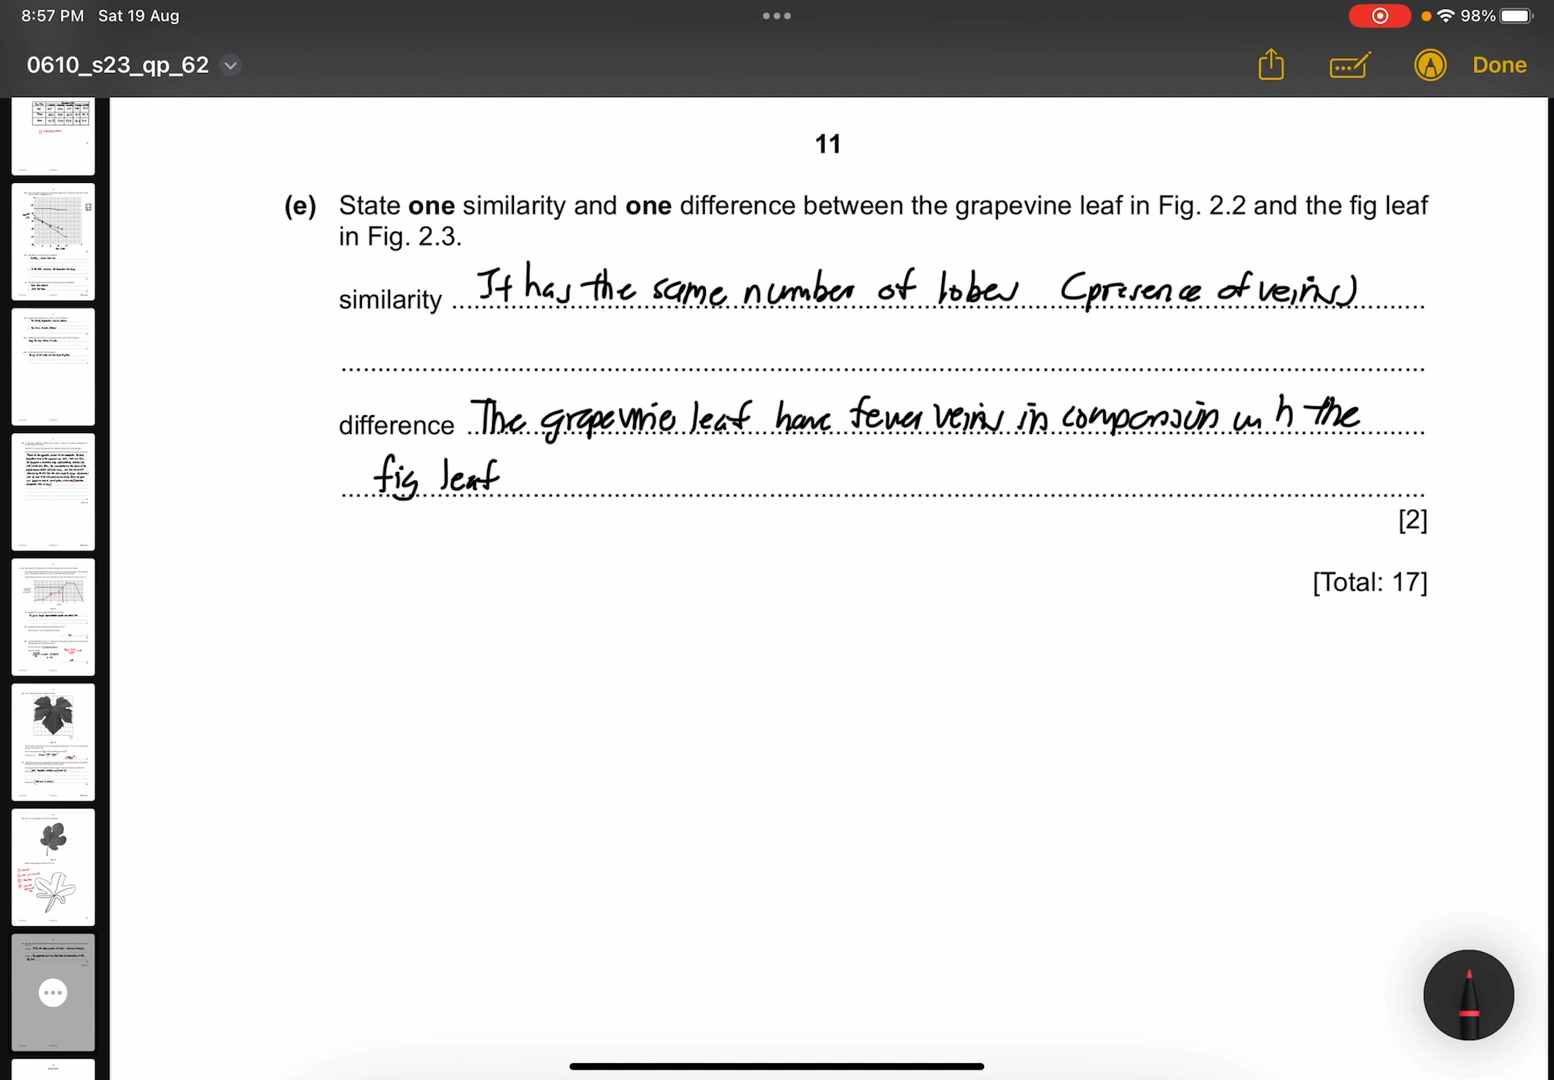 8:57 PM Sat 19 Aug
98%
0610_s23_qp_62
Done
11
(e) State one similarity and one difference between the grapevine leaf in Fig. 2.2 and the fig leaf
in Fig. 2.3.
similarity It has the same number of lobes (presence of veins)
difference The grapevine leaf have fewer veins in comparison with the
fig leaf
[2]
[Total: 17]